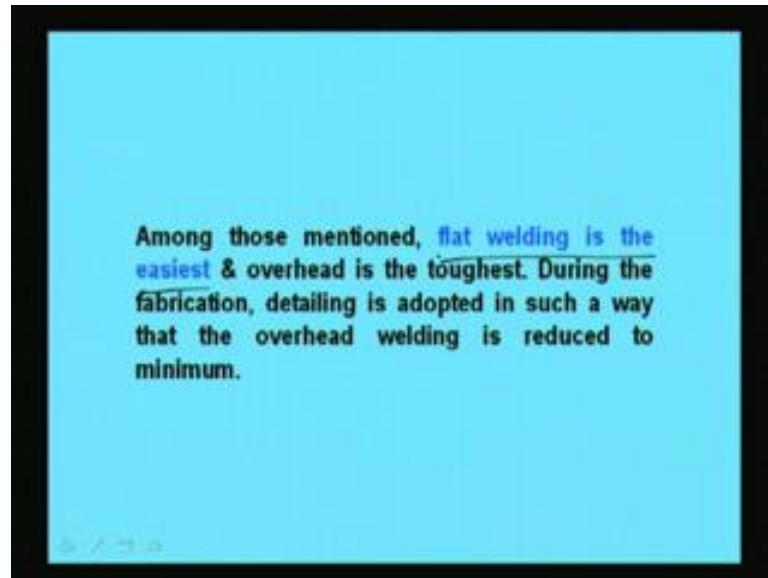 Among those mentioned, flat welding is the
easiest & overhead is the toughest. During the
fabrication, detailing is adopted in such a way
that the overhead welding is reduced to
minimum.